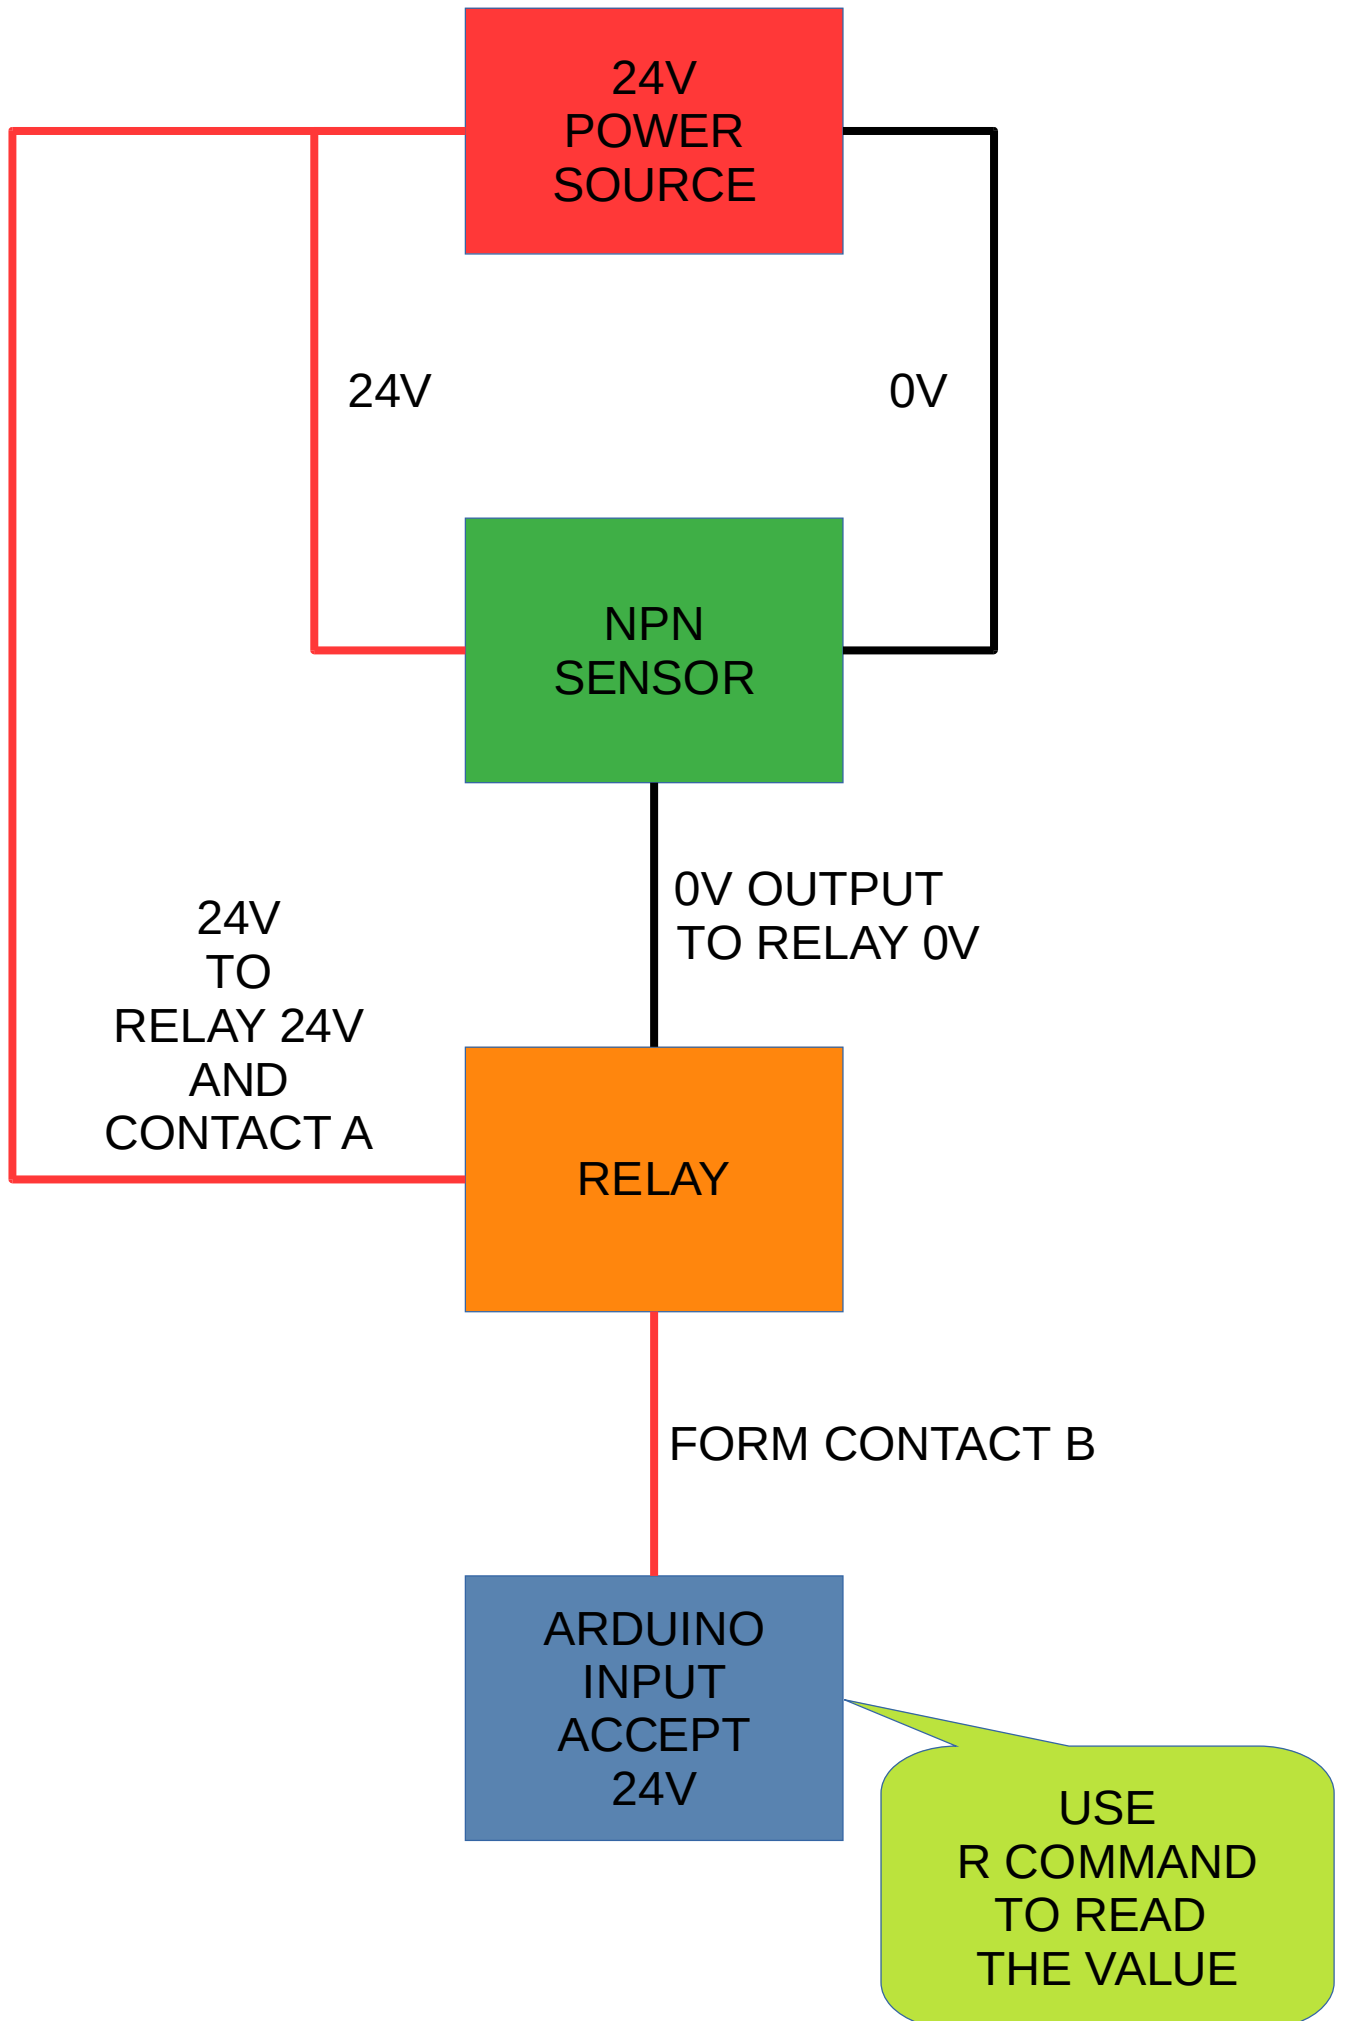 24V
POWER
SOURCE
24V
0V
NPN
SENSOR
0V OUTPUT
TO RELAY 0V
24V
TO
RELAY 24V
AND
CONTACT A
RELAY
FORM CONTACT B
ARDUINO
INPUT
ACCEPT
24V
USE
R COMMAND
TO READ
THE VALUE